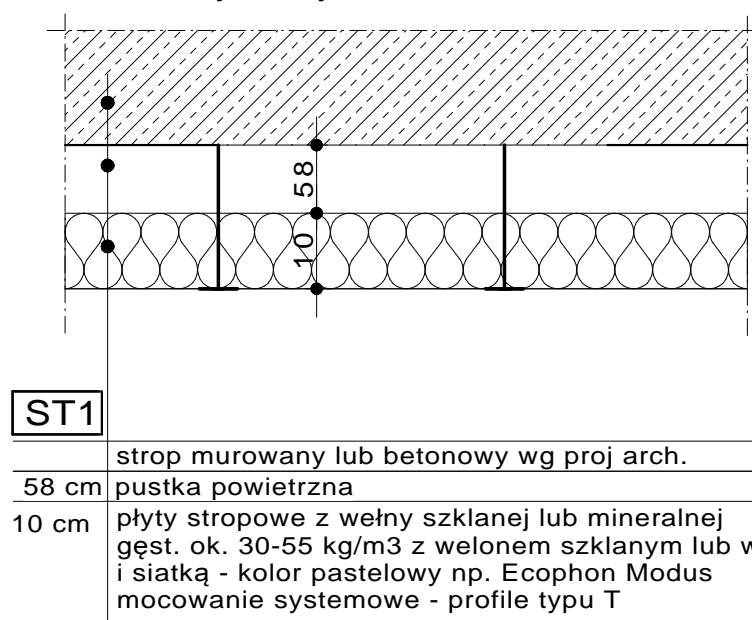 58
10
ST1
strop murowany lub betonowy wg proj arch.
58 cm pustka powietrzna
10 cm płyty stropowe z wełny szklanej lub mineralnej
gęst. ok. 30-55 kg/m3 z welonem szklanym lub
i siatką - kolor pastelowy np. Ecophon Modus
mocowanie systemowe - profile typu T